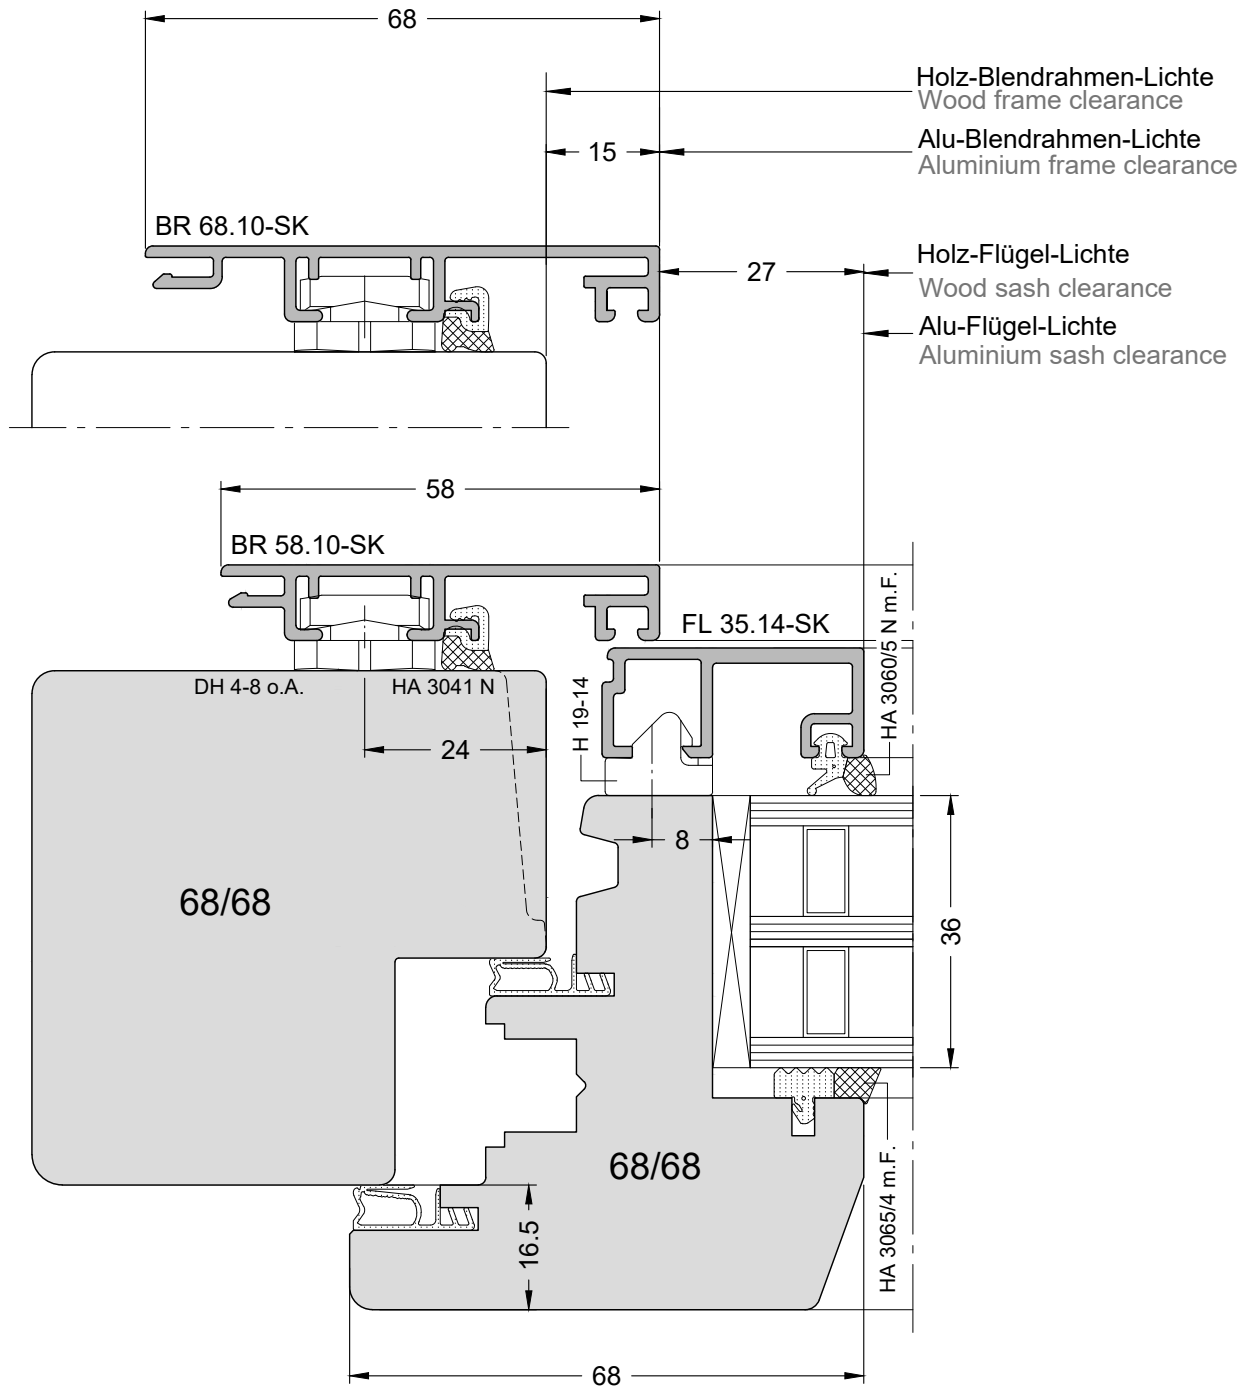 68
Holz-Blendrahmen-Lichte
Wood frame clearance
15
Alu-Blendrahmen-Lichte
Aluminium frame clearance
BR 68.10-SK
27
Holz-Flügel-Lichte
Wood sash clearance
Alu-Flügel-Lichte
Aluminium sash clearance
58
BR 58.10-SK
FL 35.14-SK
HA 3060/5 N m.F.
DH 4-8 o.A.
HA 3041 N
H 19-14
24
8
68/68
36
68/68
HA 3065/4 m.F.
16.5
68